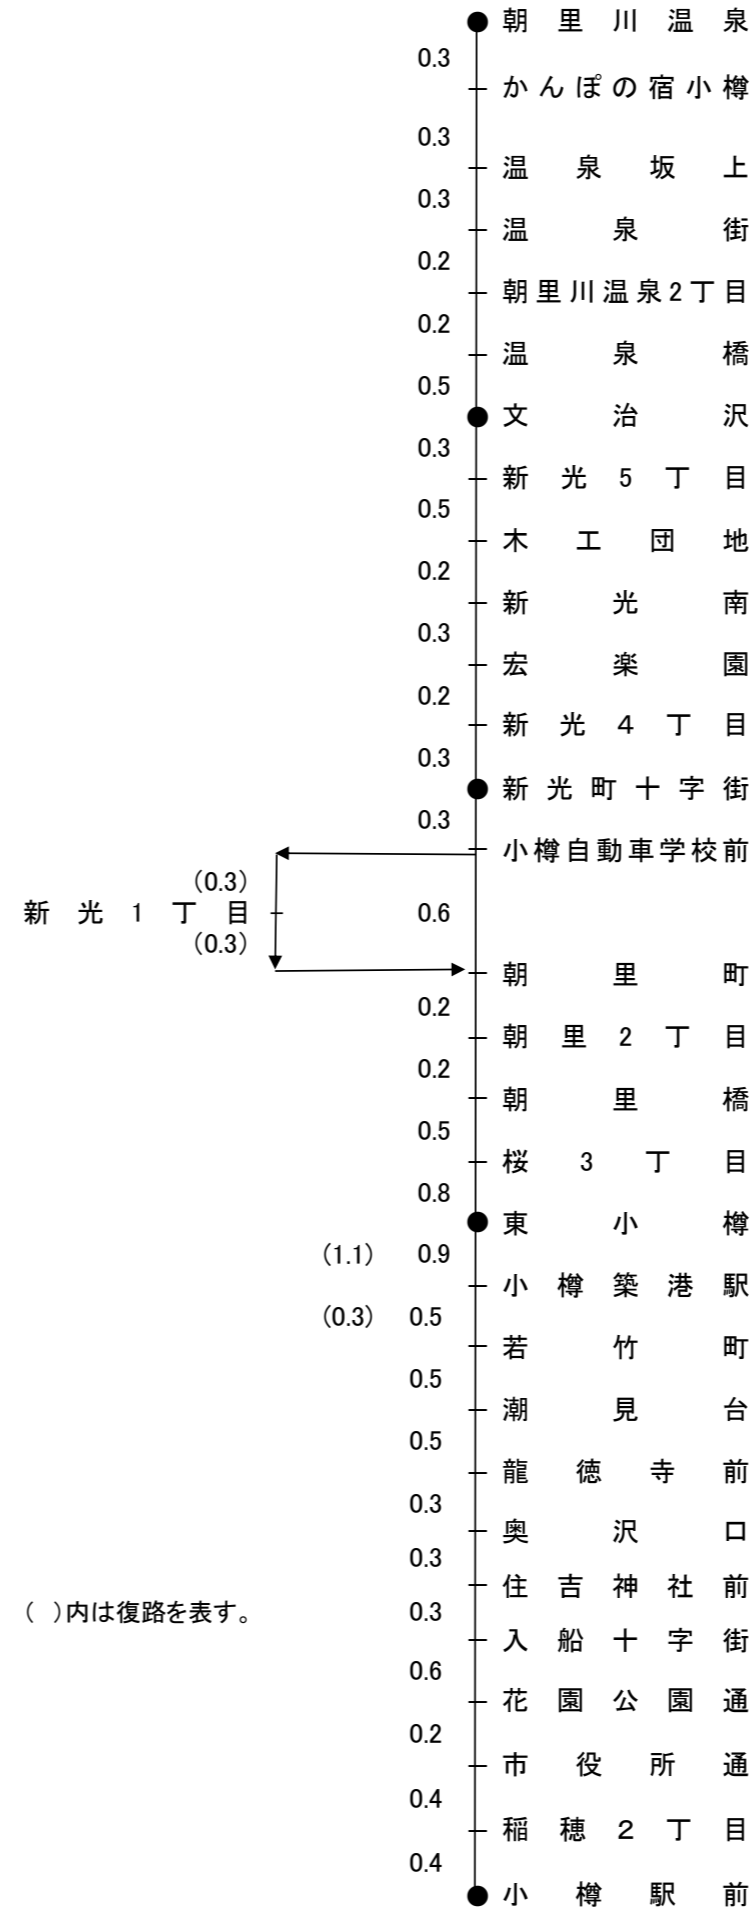 朝里川温泉
0.3
かんぽの宿小樽
0.3
温泉坂上
0.3
温泉街
0.2
朝里川温泉2丁目
0.2
温泉橋
0.5
文治沢
0.3
新光5丁目
0.5
木工団地
0.2
新光南
0.3
宏楽園
0.2
新光４丁目
0.3
新光町十字街
0.3
小樽自動車学校前
(0.3)
新光1丁目 0.6
(0.3)
朝里町
0.2
朝里2丁目
0.2
朝里橋
0.5
桜3丁目
0.8
東小樽
(1.1) 0.9
小樽築港駅
(0.3) 0.5
若竹町
0.5
潮見台
0.5
龍徳寺前
0.3
奥沢口
0.3
住吉神社前
( )内は復路を表す。 0.3
入船十字街
0.6
花園公園通
0.2
市役所通
0.4
稲穂２丁目
0.4
小樽駅前